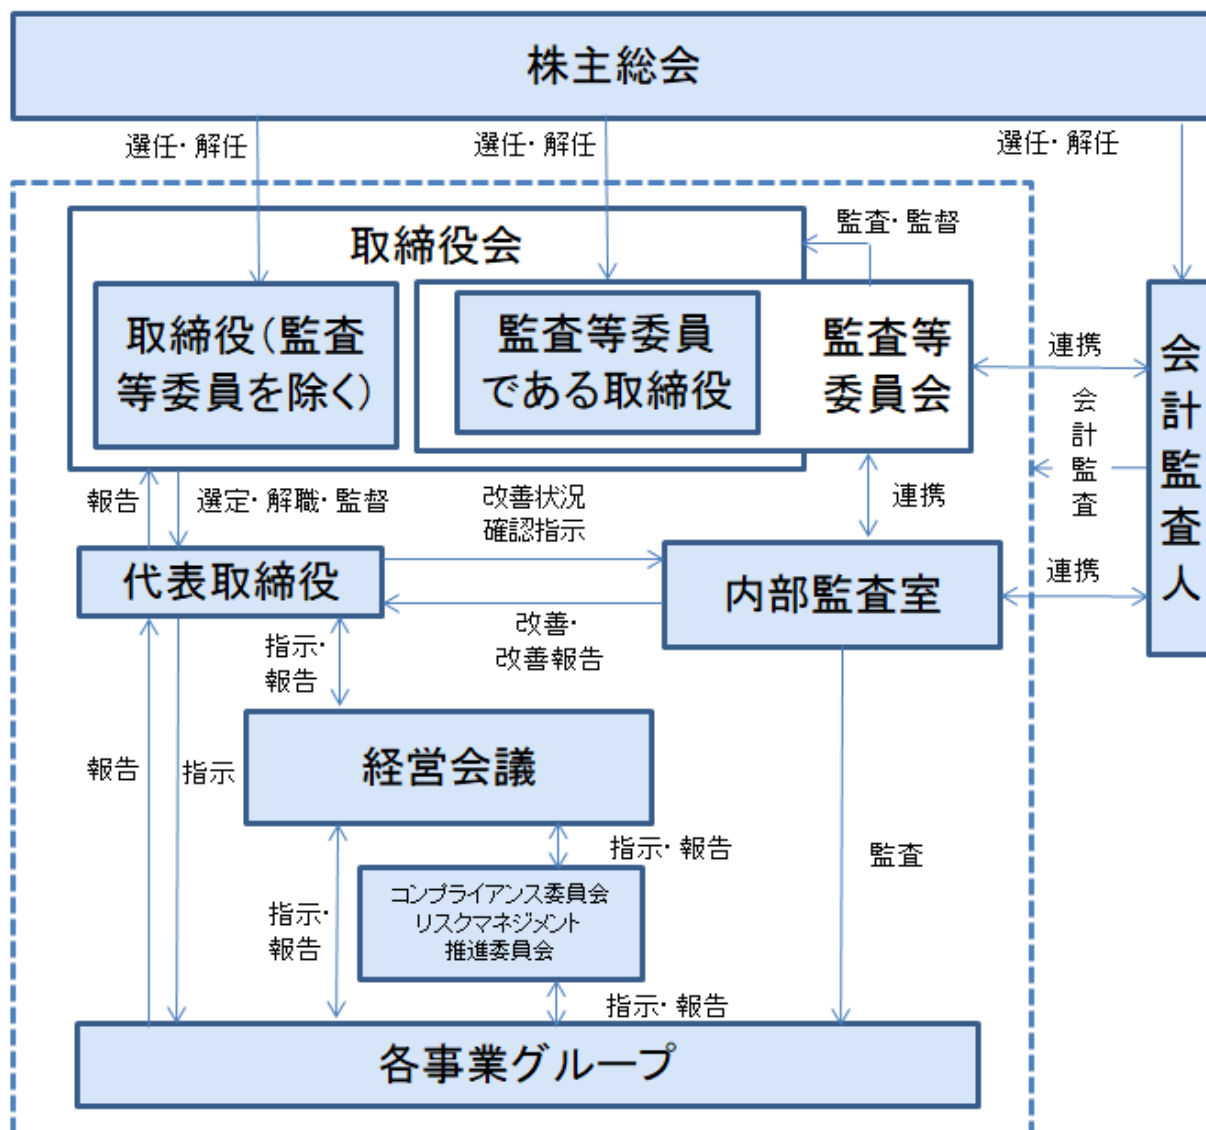 株主総会
選任・解任
選任・解任
選任・解任
取締役会
監査・監督
取締役(監査
等委員を除く)
監査等委員
である取締役
監査等
委員会
連携
会計監査
会計監査人
報告
選定・解職・監督
改善状況
確認指示
連携
代表取締役
内部監査室
連携
改善・
改善報告
指示・
報告
報告
指示
経営会議
指示・報告
監査
コンプライアンス委員会
リスクマネジメント
推進委員会
指示・
報告
指示・報告
各事業グループ